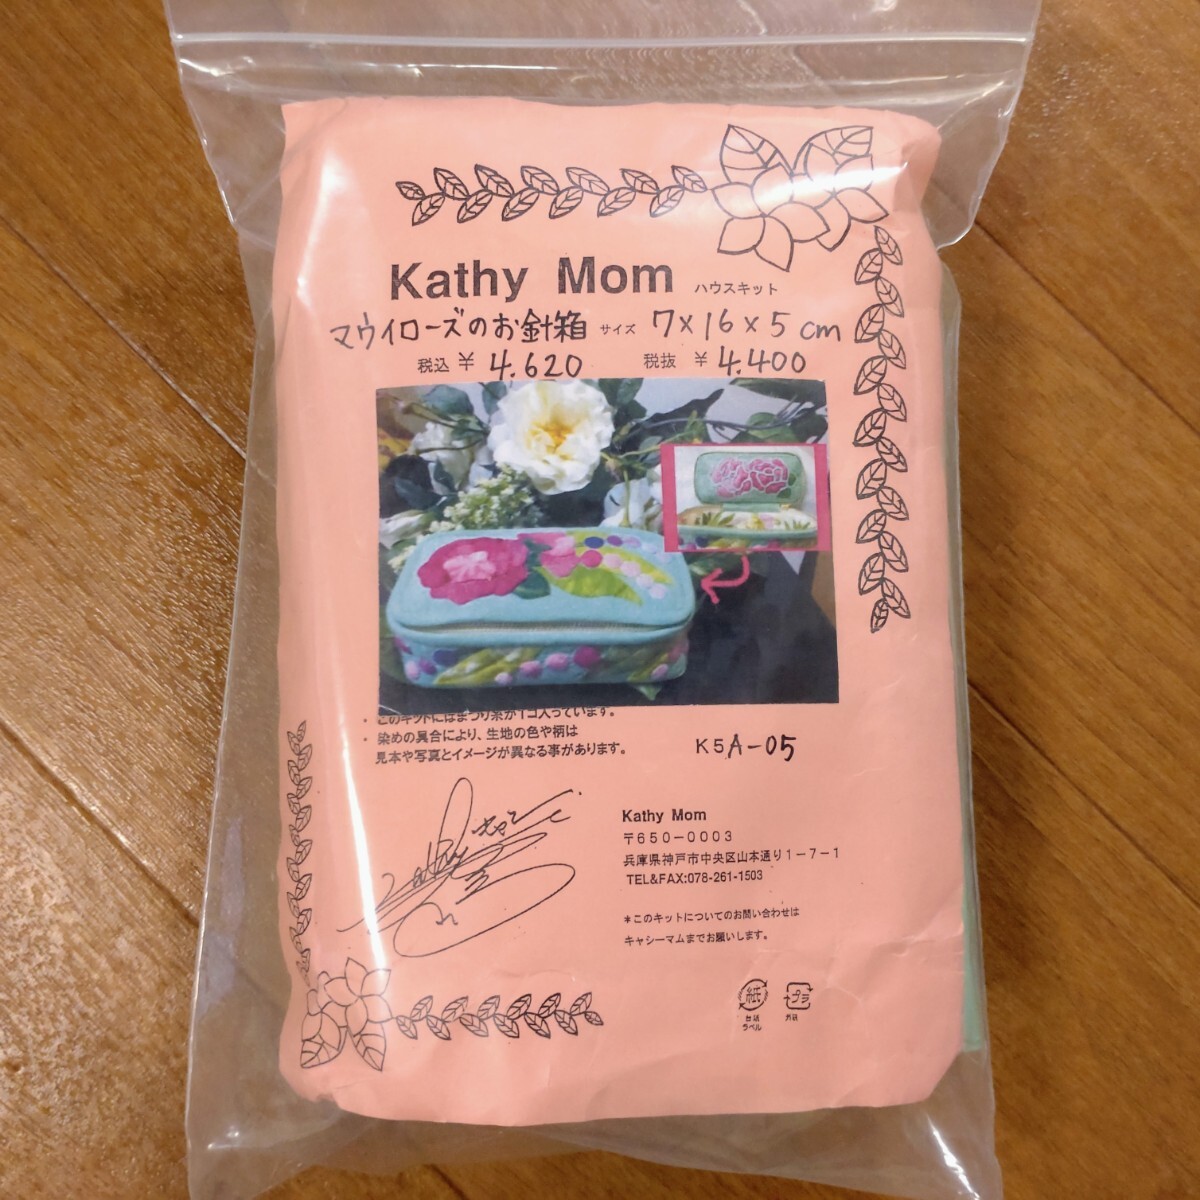 Kathy Mom ハウスキット
マウイローズのお針箱 サイズ 7×16×5cm
税込 ¥ 4.620 税抜 ¥ 4.400
・このキットにはまつり糸が1コ入っています。
・染めの具合により、生地の色や柄は
見本や写真とイメージが異なる事があります。
K5A-05
Kathy Mom
〒650-0003
兵庫県神戸市中央区山本通り1-7-1
TEL&FAX:078-261-1503
*このキットについてのお問い合わせは
キャシーマムまでお願いします。
紙 プラ
台紙 外袋
ラベル